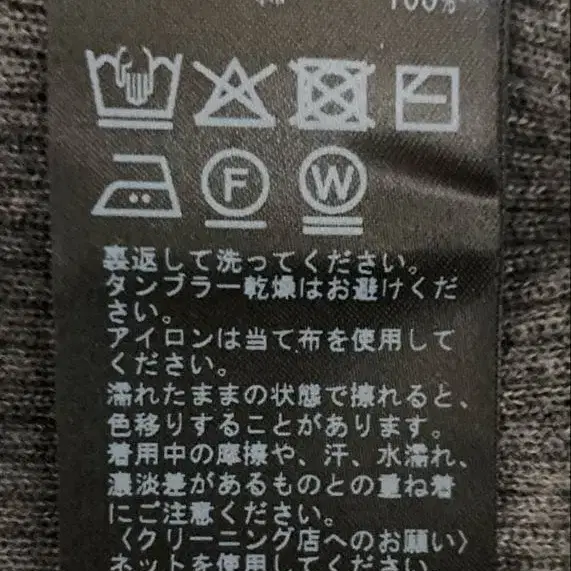 綿 100%
F W
裏返して洗ってください。
タンブラー乾燥はお避けくだ
さい。
アイロンは当て布を使用して
ください。
濡れたままの状態で擦れると、
色移りすることがあります。
着用中の摩擦や、汗、水濡れ、
濃淡差があるものとの重ね着
にご注意ください。
〈クリーニング店へのお願い〉
ネットを使用してください